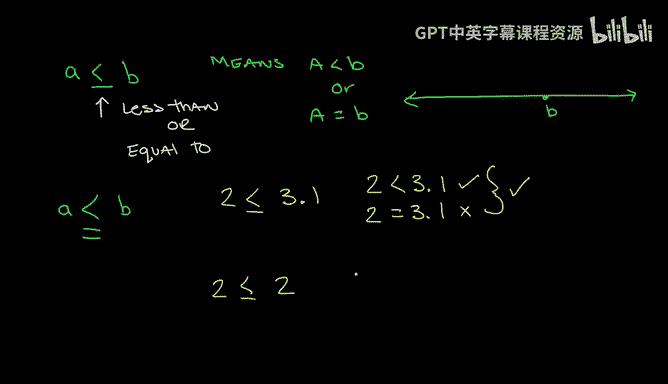 GPT中英字幕课程资源 bilibili
a ≤ b
MEANS A < b
or
A = b
b
↑ LESS THAN
OR
EQUAL TO
a ≦ b
2 ≤ 3.1
2 < 3.1 ✓
2 = 3.1 ×
} ✓
2 ≤ 2